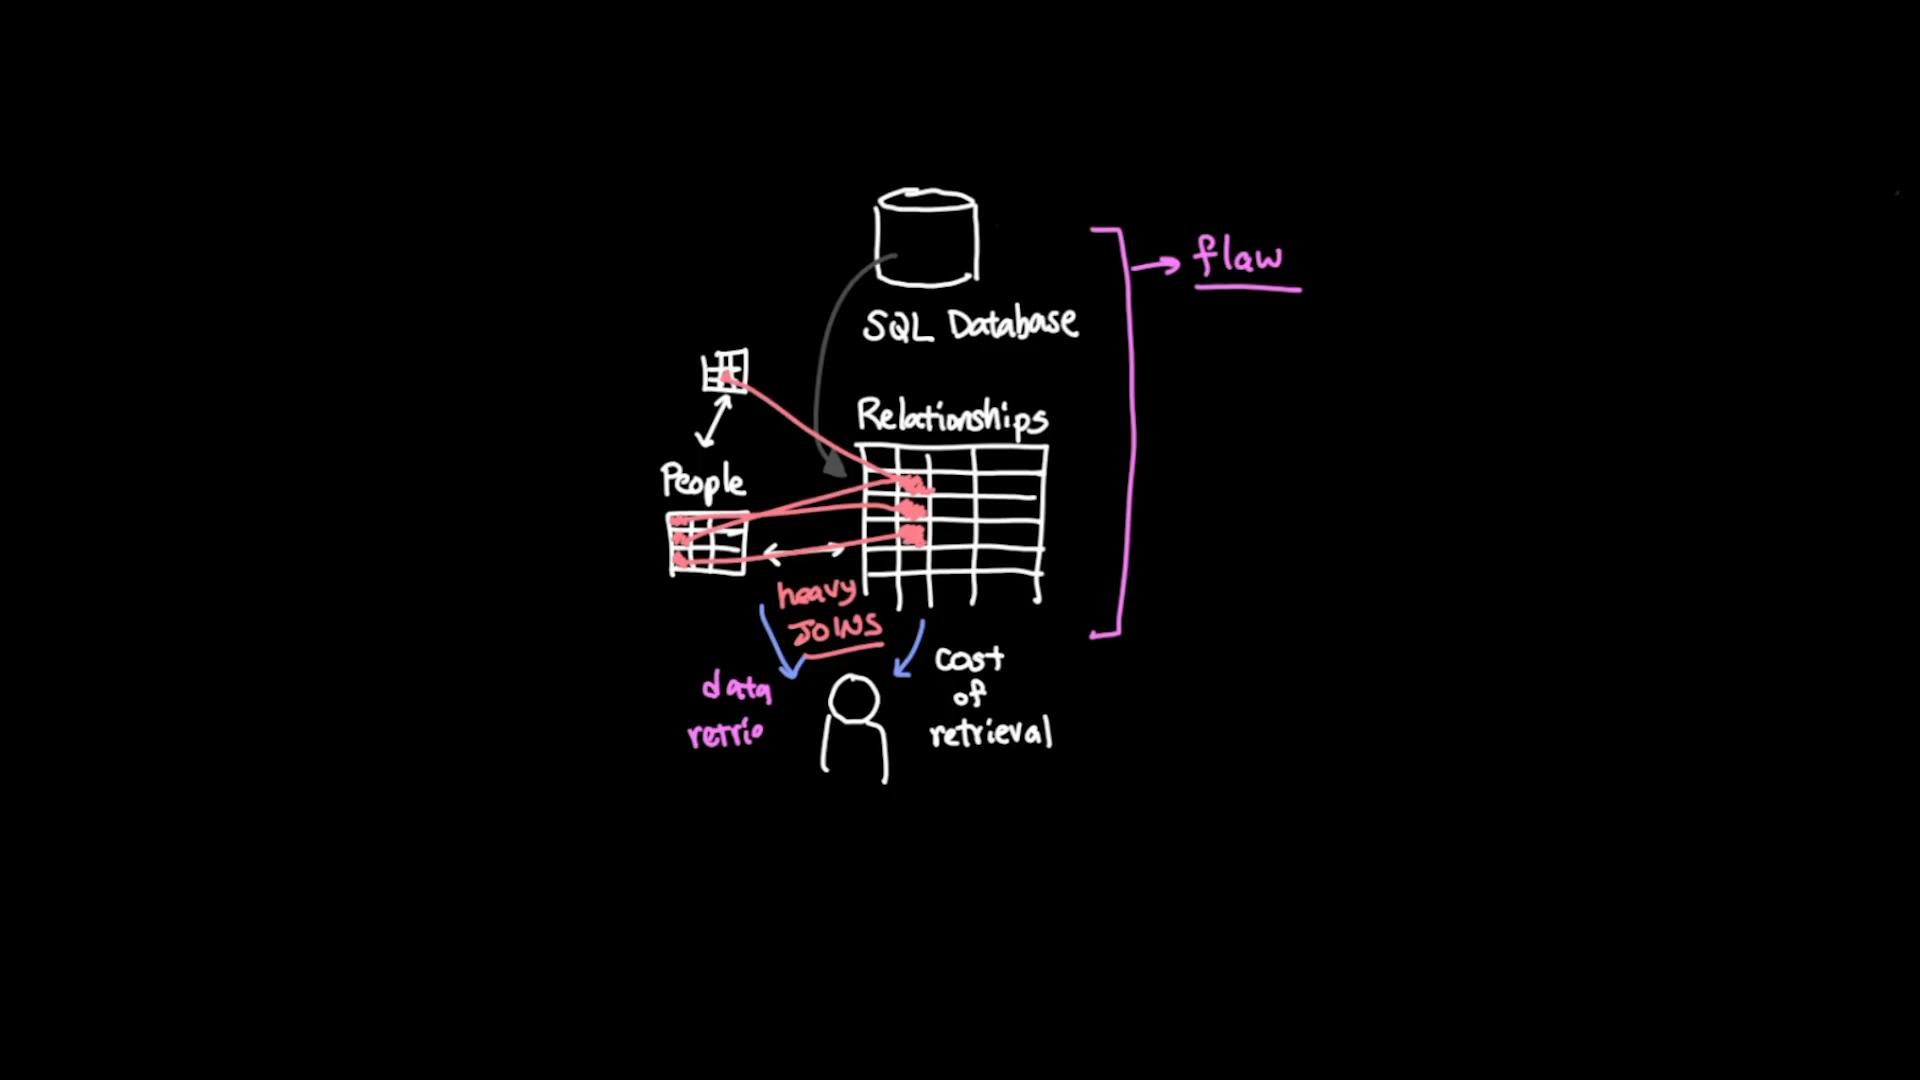 flaw
SQL Database
Relationships
People
heavy
JOINS
cost
of
retrieval
data
retrie